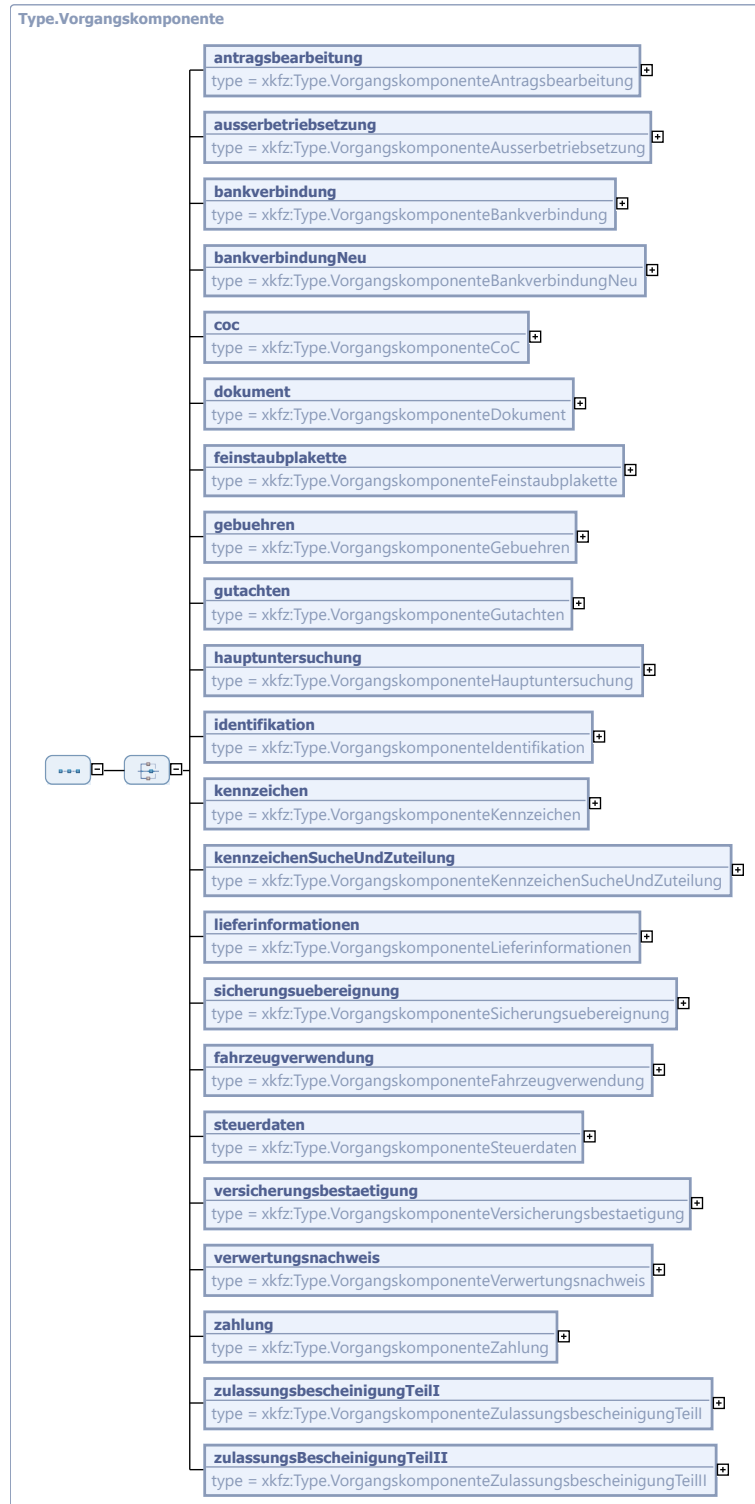 Type.Vorgangskomponente
antragsbearbeitung
type = xkfz:Type.VorgangskomponenteAntragsbearbeitung
ausserbetriebsetzung
type = xkfz:Type.VorgangskomponenteAusserbetriebsetzung
bankverbindung
type = xkfz:Type.VorgangskomponenteBankverbindung
bankverbindungNeu
type = xkfz:Type.VorgangskomponenteBankverbindungNeu
coc
type = xkfz:Type.VorgangskomponenteCoC
dokument
type = xkfz:Type.VorgangskomponenteDokument
feinstaubplakette
type = xkfz:Type.VorgangskomponenteFeinstaubplakette
gebuehren
type = xkfz:Type.VorgangskomponenteGebuehren
gutachten
type = xkfz:Type.VorgangskomponenteGutachten
hauptuntersuchung
type = xkfz:Type.VorgangskomponenteHauptuntersuchung
identifikation
type = xkfz:Type.VorgangskomponenteIdentifikation
kennzeichen
type = xkfz:Type.VorgangskomponenteKennzeichen
kennzeichenSucheUndZuteilung
type = xkfz:Type.VorgangskomponenteKennzeichenSucheUndZuteilung
lieferinformationen
type = xkfz:Type.VorgangskomponenteLieferinformationen
sicherungsuebereignung
type = xkfz:Type.VorgangskomponenteSicherungsuebereignung
fahrzeugverwendung
type = xkfz:Type.VorgangskomponenteFahrzeugverwendung
steuerdaten
type = xkfz:Type.VorgangskomponenteSteuerdaten
versicherungsbestaetigung
type = xkfz:Type.VorgangskomponenteVersicherungsbestaetigung
verwertungsnachweis
type = xkfz:Type.VorgangskomponenteVerwertungsnachweis
zahlung
type = xkfz:Type.VorgangskomponenteZahlung
zulassungsbescheinigungTeilI
type = xkfz:Type.VorgangskomponenteZulassungsbescheinigungTeilI
zulassungsBescheinigungTeilII
type = xkfz:Type.VorgangskomponenteZulassungsbescheinigungTeilII